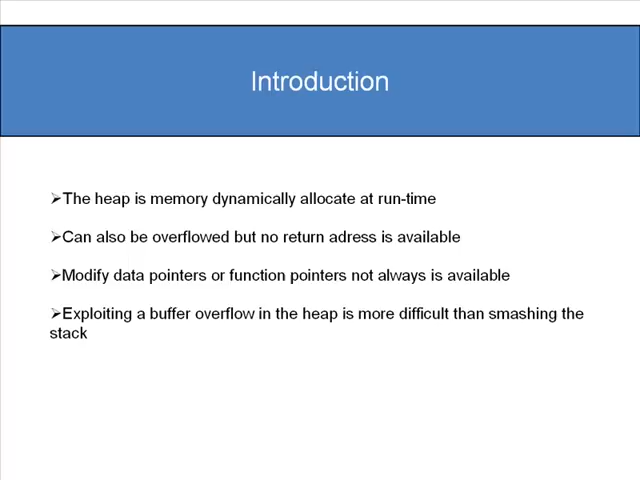 Introduction
➢The heap is memory dynamically allocate at run-time
➢Can also be overflowed but no return adress is available
➢Modify data pointers or function pointers not always is available
➢Exploiting a buffer overflow in the heap is more difficult than smashing the
stack